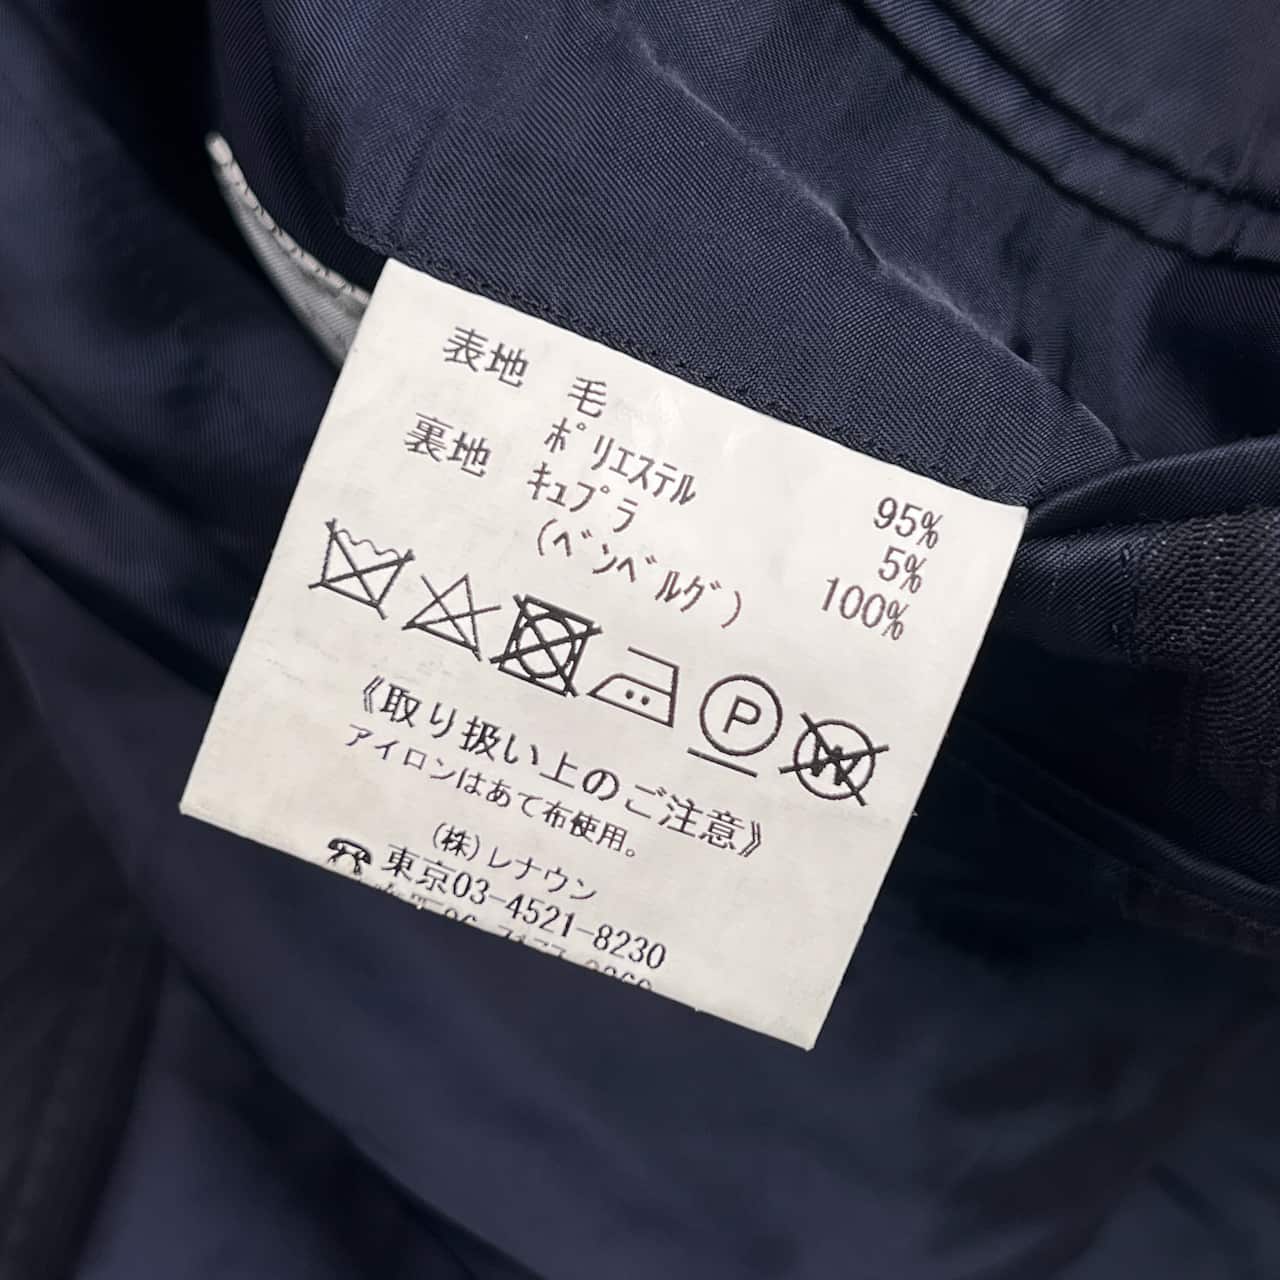 表地 毛 95%
ポリエステル 5%
裏地 キュプラ 100%
(ベンベルグ)
P W
《取り扱い上のご注意》
アイロンはあて布使用。
(株)レナウン
☎東京03-4521-8230